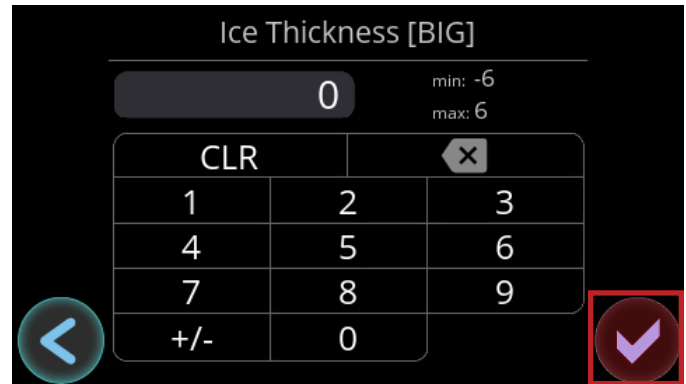 Ice Thickness [BIG]
0
min: -6
max: 6
CLR
1 2 3
4 5 6
7 8 9
+/- 0